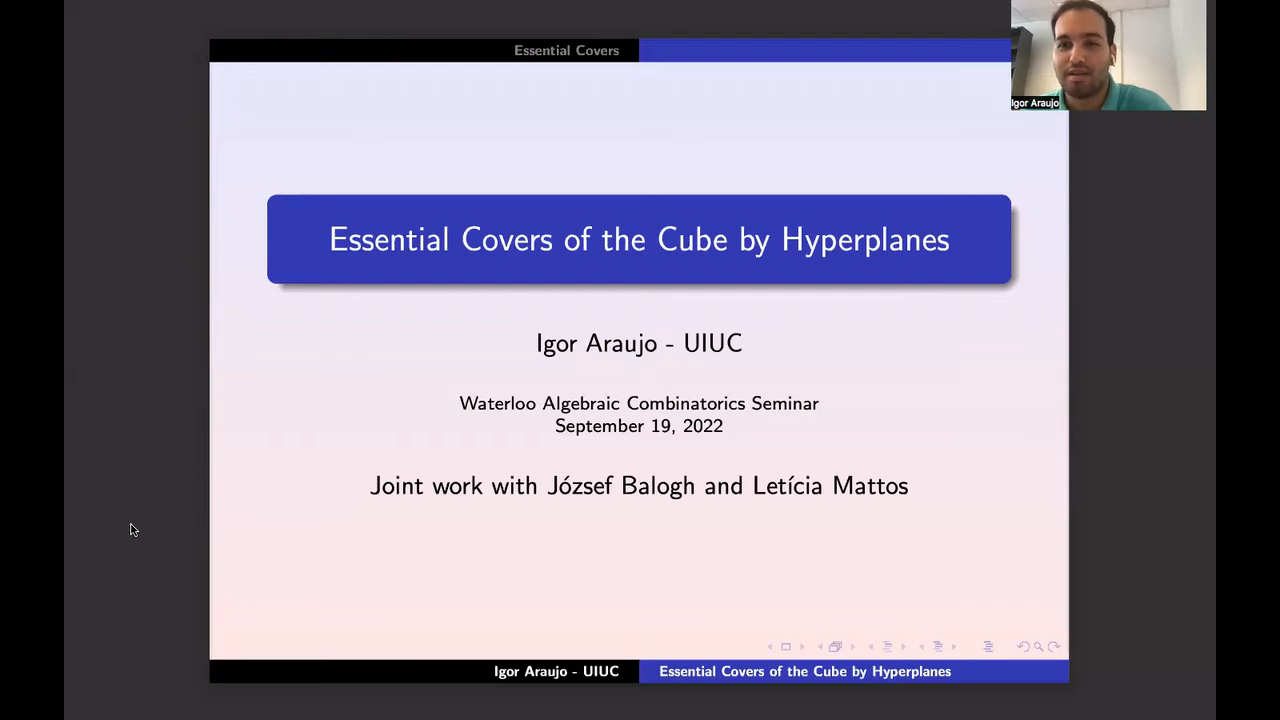 Essential Covers
Igor Araujo
Essential Covers of the Cube by Hyperplanes
Igor Araujo - UIUC
Waterloo Algebraic Combinatorics Seminar
September 19, 2022
Joint work with József Balogh and Letícia Mattos
Igor Araujo - UIUC
Essential Covers of the Cube by Hyperplanes